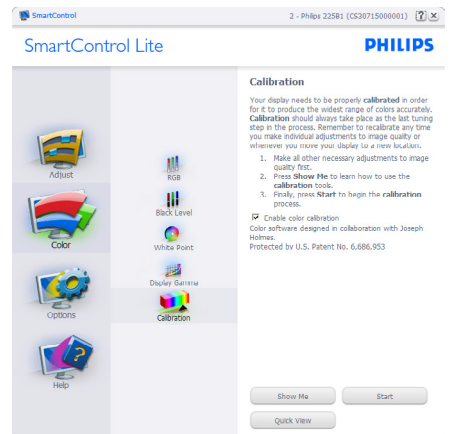 SmartControl
2 - Philips 225B1 (CS30715000001)
SmartControl Lite
PHILIPS
Adjust
Color
Options
Help
RGB
Black Level
White Point
Display Gamma
Calibration
Calibration
Your display needs to be properly calibrated in order
for it to produce the widest range of colors accurately.
Calibration should always take place as the last tuning
step in the process. Remember to recalibrate any time
you make individual adjustments to image quality or
whenever you move your display to a new location.
1. Make all other necessary adjustments to image
quality first.
2. Press Show Me to learn how to use the
calibration tools.
3. Finally, press Start to begin the calibration
process.
Enable color calibration
Color software designed in collaboration with Joseph
Holmes.
Protected by U.S. Patent No. 6,686,953
Show Me
Start
Quick View